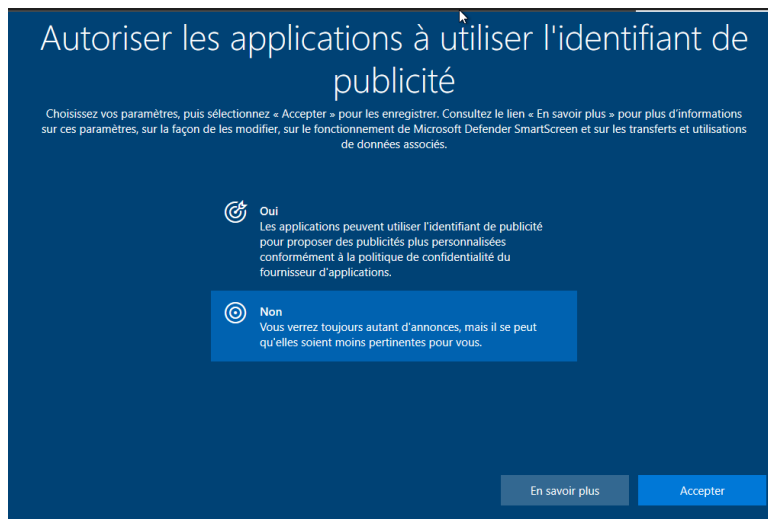 Autoriser les applications à utiliser l'identifiant de
publicité
Choisissez vos paramètres, puis sélectionnez « Accepter » pour les enregistrer. Consultez le lien « En savoir plus » pour plus d'informations
sur ces paramètres, sur la façon de les modifier, sur le fonctionnement de Microsoft Defender SmartScreen et sur les transferts et utilisations
de données associés.
Oui
Les applications peuvent utiliser l'identifiant de publicité
pour proposer des publicités plus personnalisées
conformément à la politique de confidentialité du
fournisseur d'applications.
Non
Vous verrez toujours autant d'annonces, mais il se peut
qu'elles soient moins pertinentes pour vous.
En savoir plus
Accepter